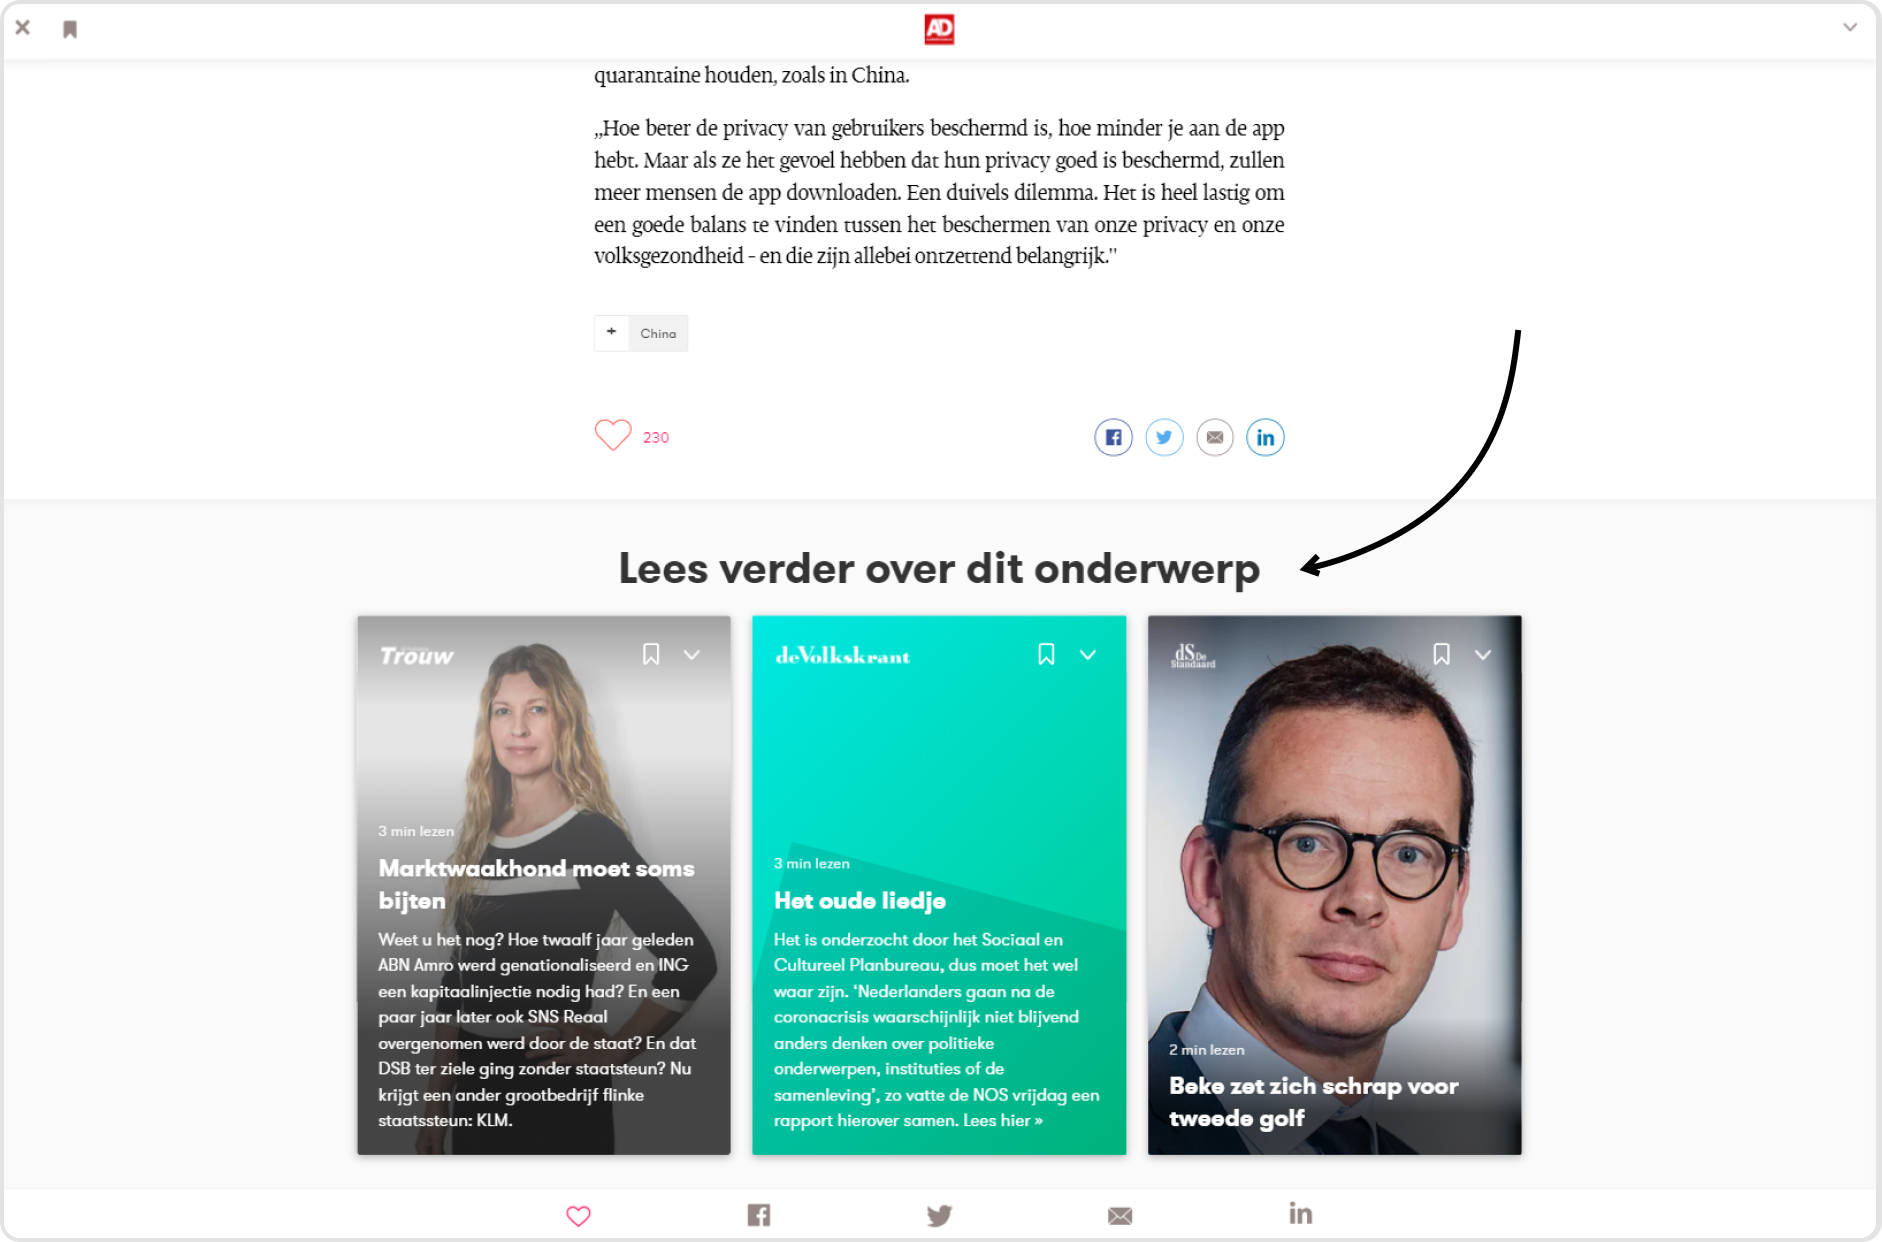 AD
quarantaine houden, zoals in China.
„Hoe beter de privacy van gebruikers beschermd is, hoe minder je aan de app
hebt. Maar als ze het gevoel hebben dat hun privacy goed is beschermd, zullen
meer mensen de app downloaden. Een duivels dilemma. Het is heel lastig om
een goede balans te vinden tussen het beschermen van onze privacy en onze
volksgezondheid - en die zijn allebei ontzettend belangrijk."
+ China
230
Lees verder over dit onderwerp
Trouw
3 min lezen
Marktwaakhond moet soms
bijten
Weet u het nog? Hoe twaalf jaar geleden
ABN Amro werd genationaliseerd en ING
een kapitaalinjectie nodig had? En een
paar jaar later ook SNS Reaal
overgenomen werd door de staat? En dat
DSB ter ziele ging zonder staatsteun? Nu
krijgt een ander grootbedrijf flinke
staatssteun: KLM.
deVolkskrant
3 min lezen
Het oude liedje
Het is onderzocht door het Sociaal en
Cultureel Planbureau, dus moet het wel
waar zijn. ‘Nederlanders gaan na de
coronacrisis waarschijnlijk niet blijvend
anders denken over politieke
onderwerpen, instituties of de
samenleving’, zo vatte de NOS vrijdag een
rapport hierover samen. Lees hier »
dS De
Standaard
2 min lezen
Beke zet zich schrap voor
tweede golf